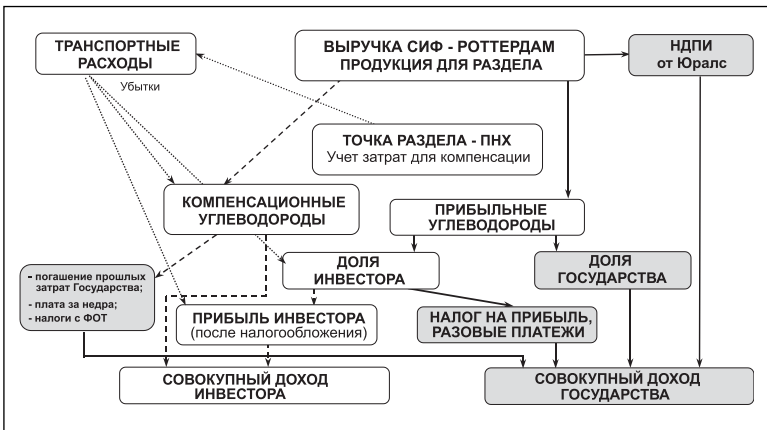 ТРАНСПОРТНЫЕ
РАСХОДЫ
ВЫРУЧКА СИФ - РОТТЕРДАМ
ПРОДУКЦИЯ ДЛЯ РАЗДЕЛА
НДПИ
от Юралс
Убытки
ТОЧКА РАЗДЕЛА - ПНХ
Учет затрат для компенсации
КОМПЕНСАЦИОННЫЕ
УГЛЕВОДОРОДЫ
ПРИБЫЛЬНЫЕ
УГЛЕВОДОРОДЫ
ДОЛЯ
ИНВЕСТОРА
ДОЛЯ
ГОСУДАРСТВА
- погашение прошлых
затрат Государства;
- плата за недра;
- налоги с ФОТ
ПРИБЫЛЬ ИНВЕСТОРА
(после налогообложения)
НАЛОГ НА ПРИБЫЛЬ,
РАЗОВЫЕ ПЛАТЕЖИ
СОВОКУПНЫЙ ДОХОД
ИНВЕСТОРА
СОВОКУПНЫЙ ДОХОД
ГОСУДАРСТВА